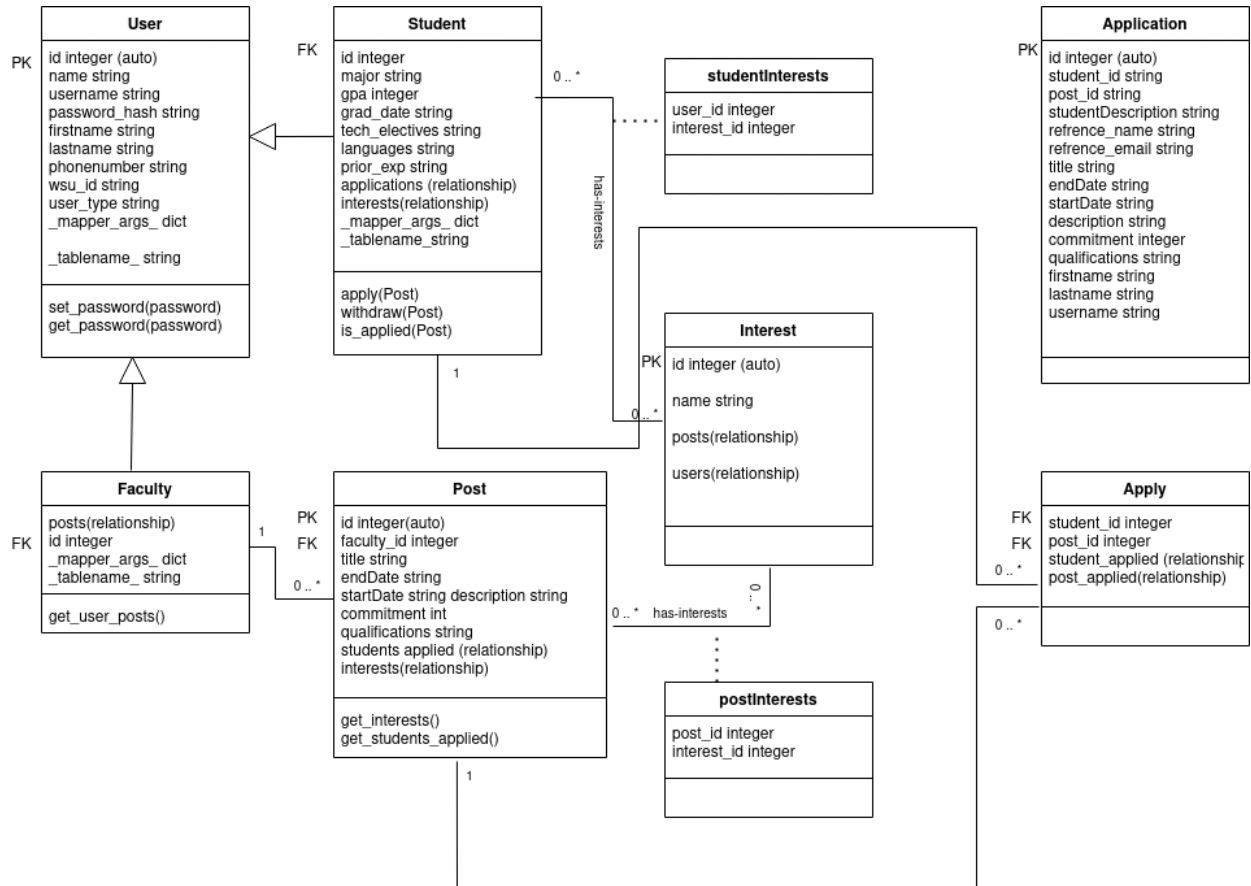 User
PK
id integer (auto)
name string
username string
password_hash string
firstname string
lastname string
phonenumber string
wsu_id string
user_type string
_mapper_args_ dict
_tablename_ string
set_password(password)
get_password(password)
Student
FK
id integer
major string
gpa integer
grad_date string
tech_electives string
languages string
prior_exp string
applications (relationship)
interests(relationship)
_mapper_args_ dict
_tablename_string
apply(Post)
withdraw(Post)
is_applied(Post)
0 .. *
has-interests
0 .. *
1
studentInterests
user_id integer
interest_id integer
Application
PK
id integer (auto)
student_id string
post_id string
studentDescription string
refrence_name string
refrence_email string
title string
endDate string
startDate string
description string
commitment integer
qualifications string
firstname string
lastname string
username string
Interest
PK
id integer (auto)
name string
posts(relationship)
users(relationship)
Faculty
posts(relationship)
FK
id integer
_mapper_args_ dict
_tablename_ string
get_user_posts()
1
0 .. *
Post
PK
id integer(auto)
FK
faculty_id integer
title string
endDate string
startDate string description string
commitment int
qualifications string
students applied (relationship)
interests(relationship)
get_interests()
get_students_applied()
1
0 .. *
has-interests
0 .. *
postInterests
post_id integer
interest_id integer
Apply
FK
student_id integer
FK
post_id integer
student_applied (relationship
post_applied(relationship)
0 .. *
0 .. *